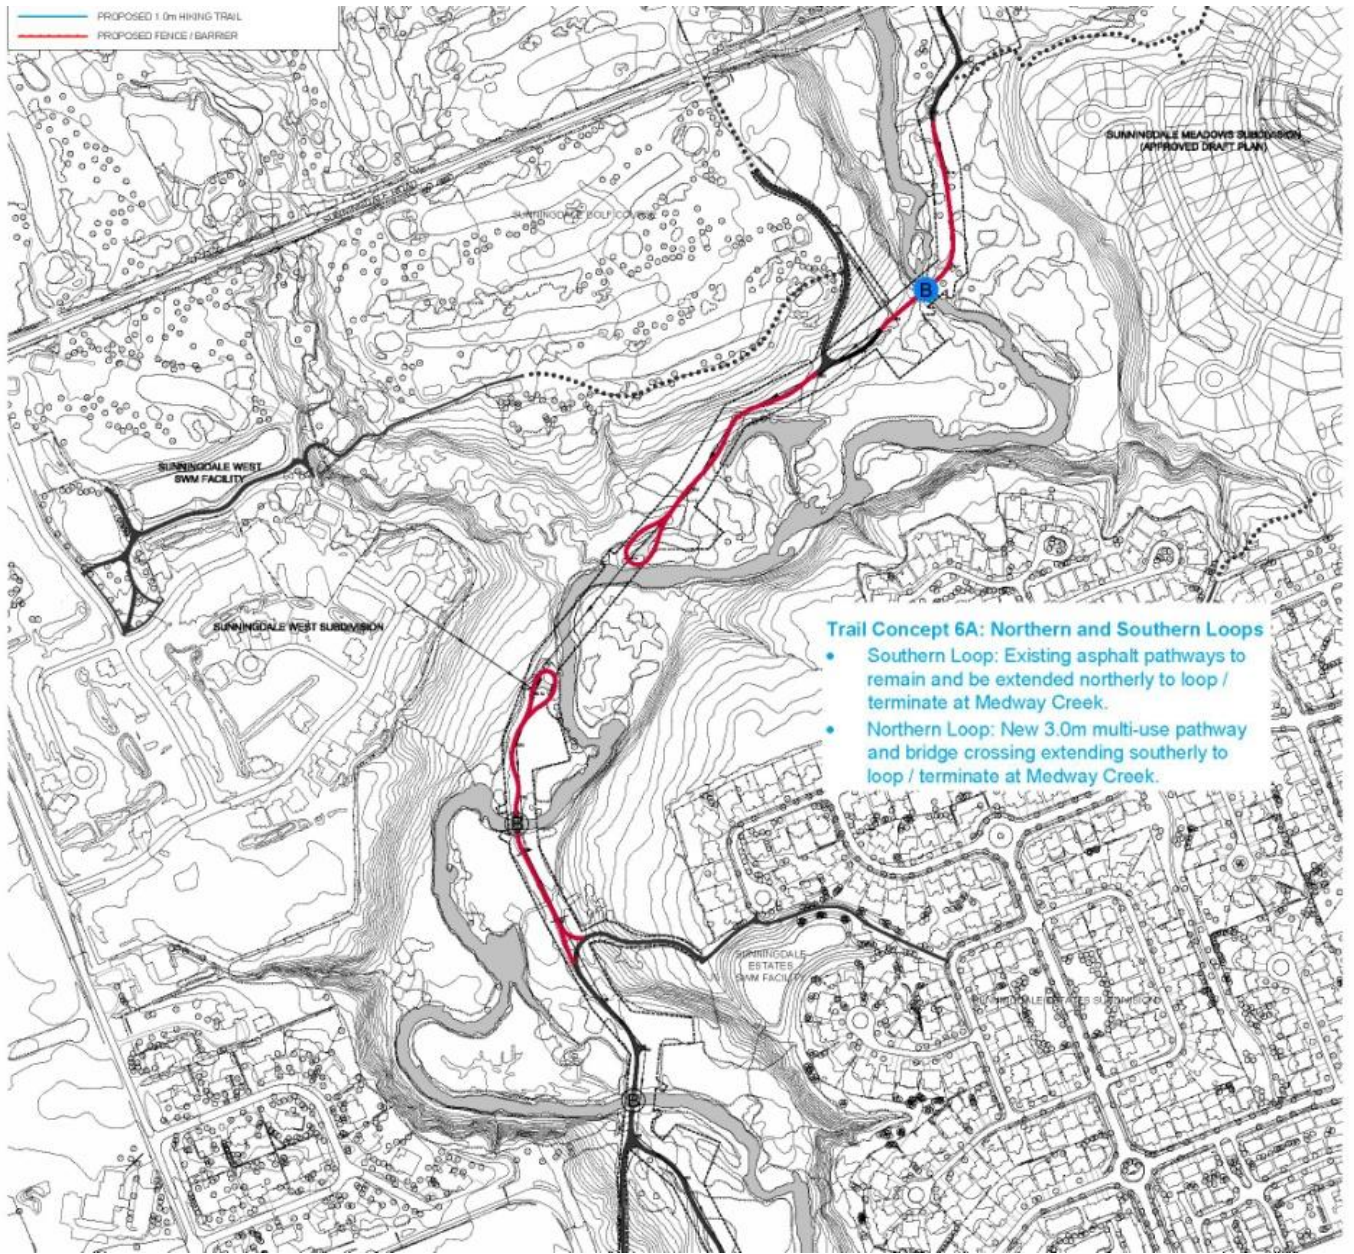 PROPOSED 1.0m HIKING TRAIL
PROPOSED FENCE / BARRIER
SUNNINGDALE MEADOWS SUBDIVISION
(APPROVED DRAFT PLAN)
SUNNINGDALE GOLF COURSE
B
SUNNINGDALE WEST
SWM FACILITY
SUNNINGDALE WEST SUBDIVISION
Trail Concept 6A: Northern and Southern Loops
• Southern Loop: Existing asphalt pathways to
remain and be extended northerly to loop /
terminate at Medway Creek.
• Northern Loop: New 3.0m multi-use pathway
and bridge crossing extending southerly to
loop / terminate at Medway Creek.
B
SUNNINGDALE
ESTATES
SWM FACILITY
SUNNINGDALE ESTATES SUBDIVISION
B